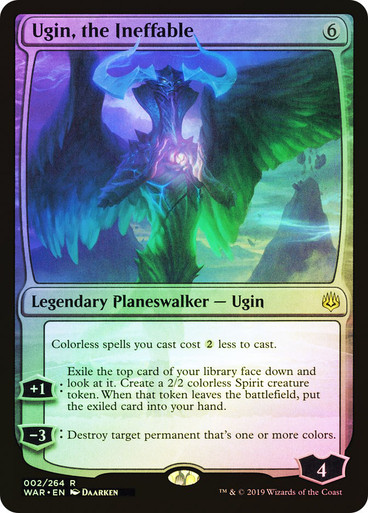 Ugin, the Ineffable 6
Legendary Planeswalker — Ugin
Colorless spells you cast cost 2 less to cast.
Exile the top card of your library face down and
+1: look at it. Create a 2/2 colorless Spirit creature
token. When that token leaves the battlefield, put
the exiled card into your hand.
-3: Destroy target permanent that's one or more colors.
4
002/264 R
WAR • EN Daarken
™ & © 2019 Wizards of the Coast